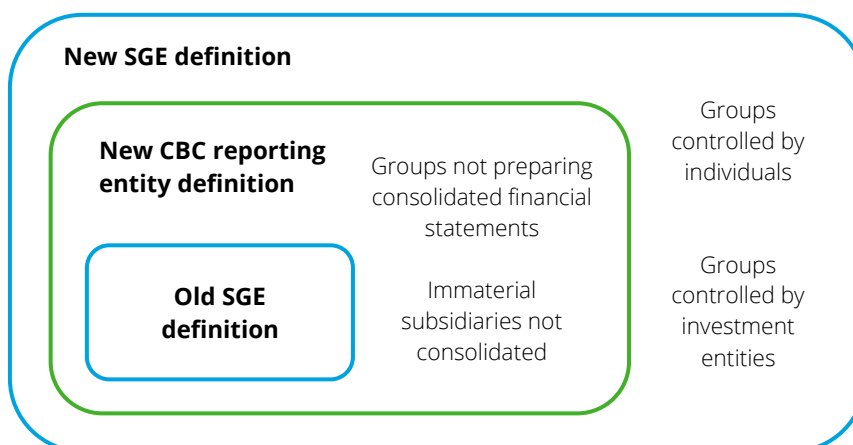 New SGE definition
New CBC reporting
entity definition
Groups not preparing
consolidated financial
statements
Groups
controlled by
individuals
Old SGE
definition
Immaterial
subsidiaries not
consolidated
Groups
controlled by
investment
entities